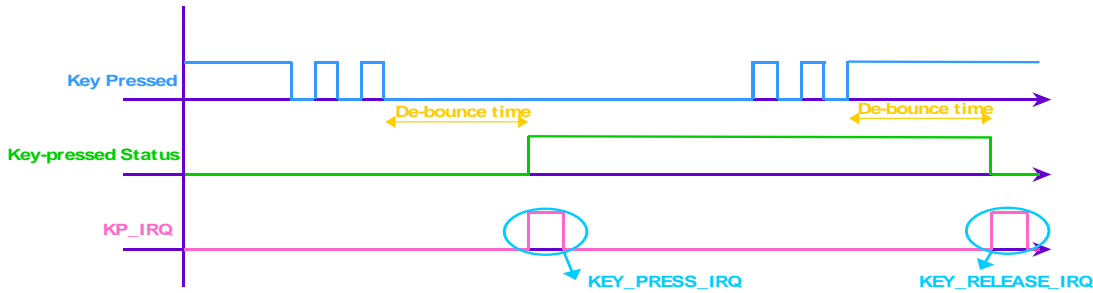 Key Pressed
De-bounce time
De-bounce time
Key-pressed Status
KP_IRQ
KEY_PRESS_IRQ
KEY_RELEASE_IRQ